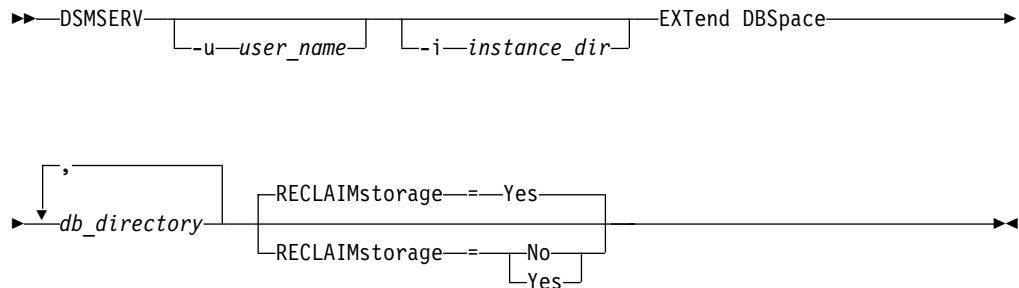 DSMSERV -u user_name -i instance_dir EXTend DBSpace
,
db_directory RECLAIMstorage = Yes
RECLAIMstorage = No
Yes